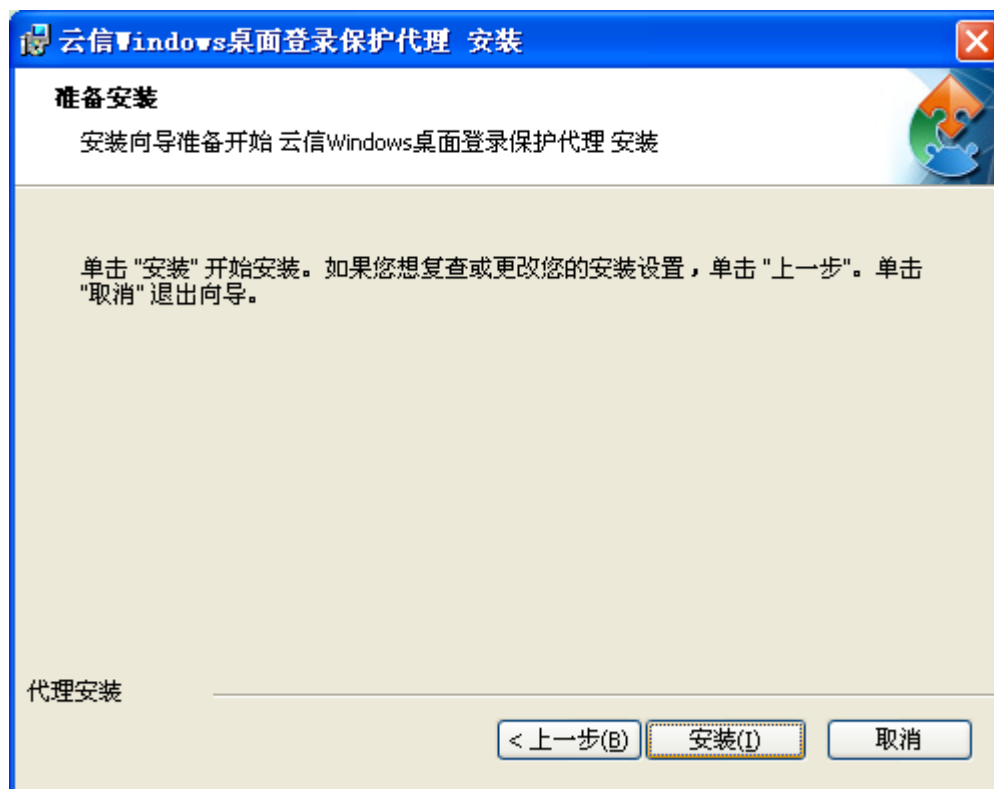 云信Windows桌面登录保护代理 安装
准备安装
安装向导准备开始 云信Windows桌面登录保护代理 安装
单击 "安装" 开始安装。如果您想复查或更改您的安装设置，单击 "上一步"。单击
"取消" 退出向导。
代理安装
< 上一步(B) 安装(I) 取消